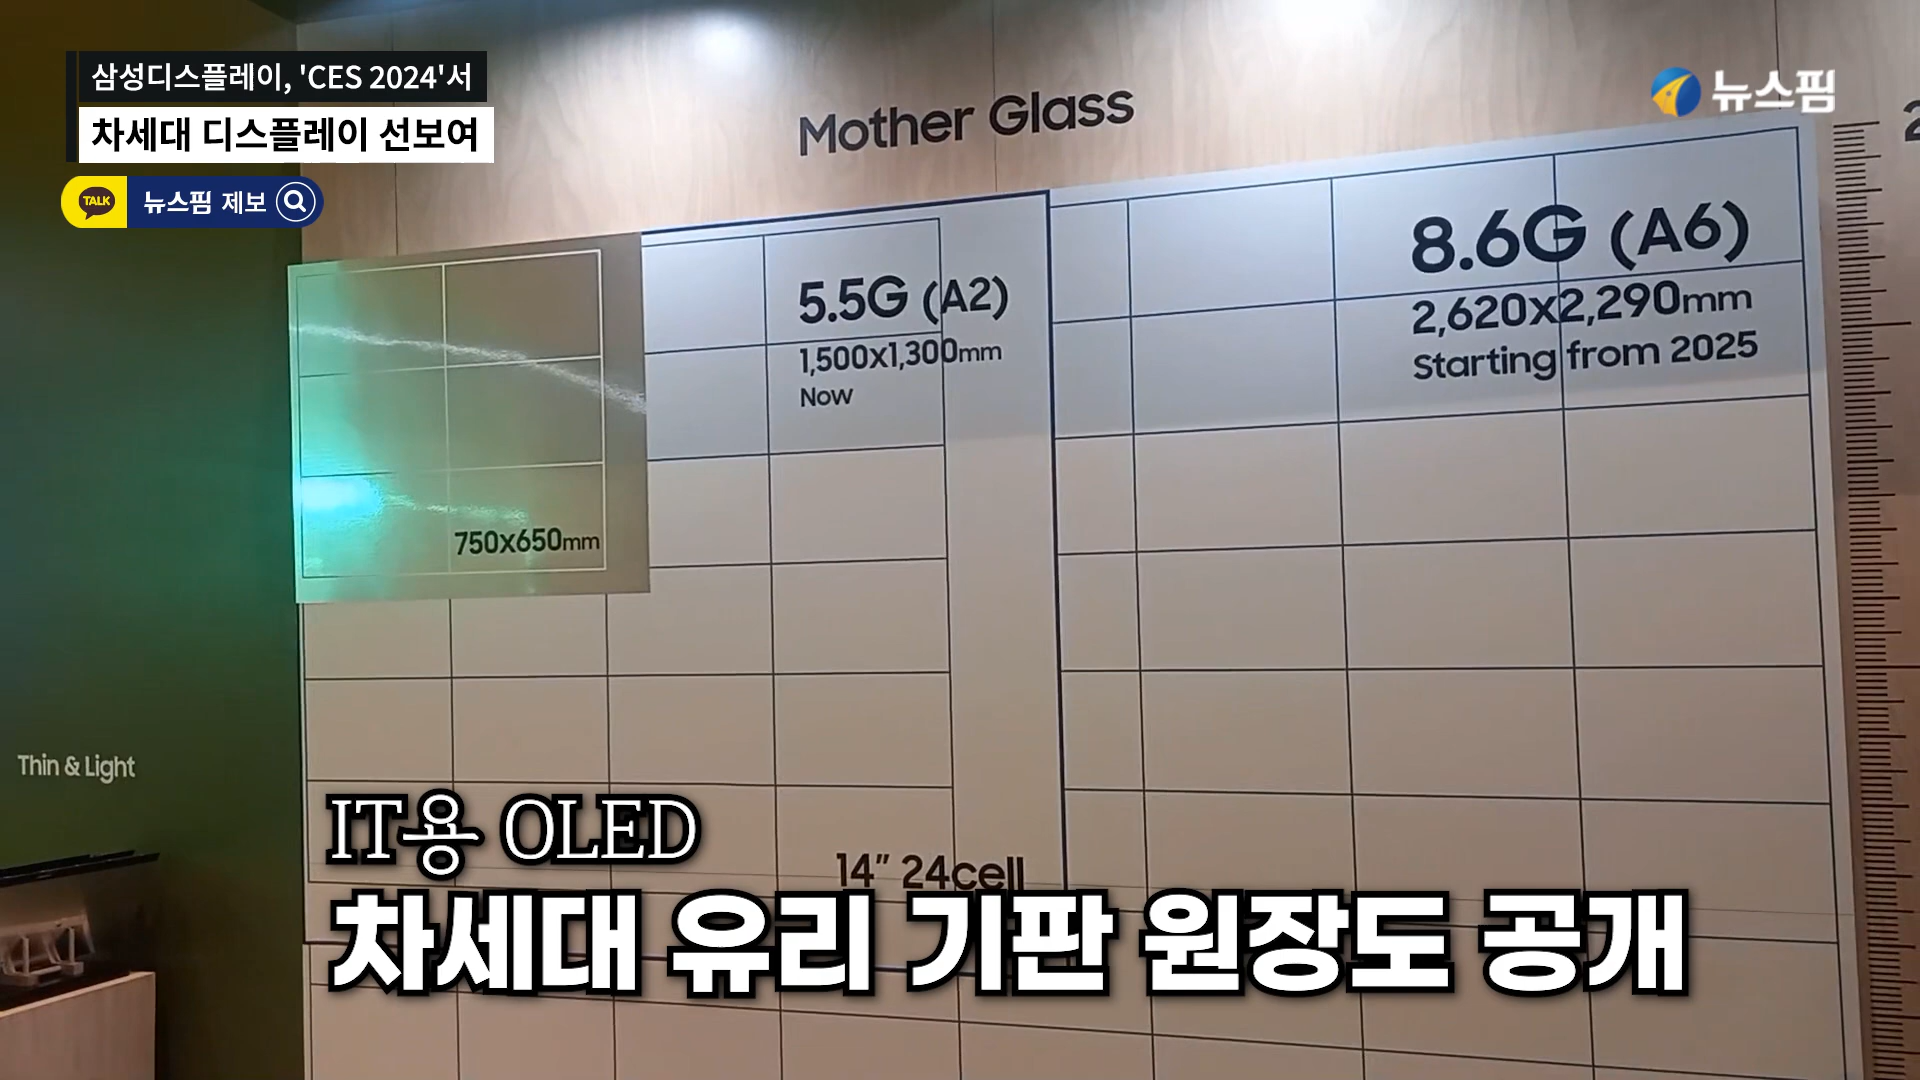 삼성디스플레이, 'CES 2024'서
차세대 디스플레이 선보여
TALK
뉴스핌 제보
뉴스핌
Mother Glass
5.5G (A2)
1,500x1,300mm
Now
8.6G (A6)
2,620x2,290mm
Starting from 2025
750x650mm
Thin & Light
14” 24cell
IT용 OLED
차세대 유리 기판 원장도 공개